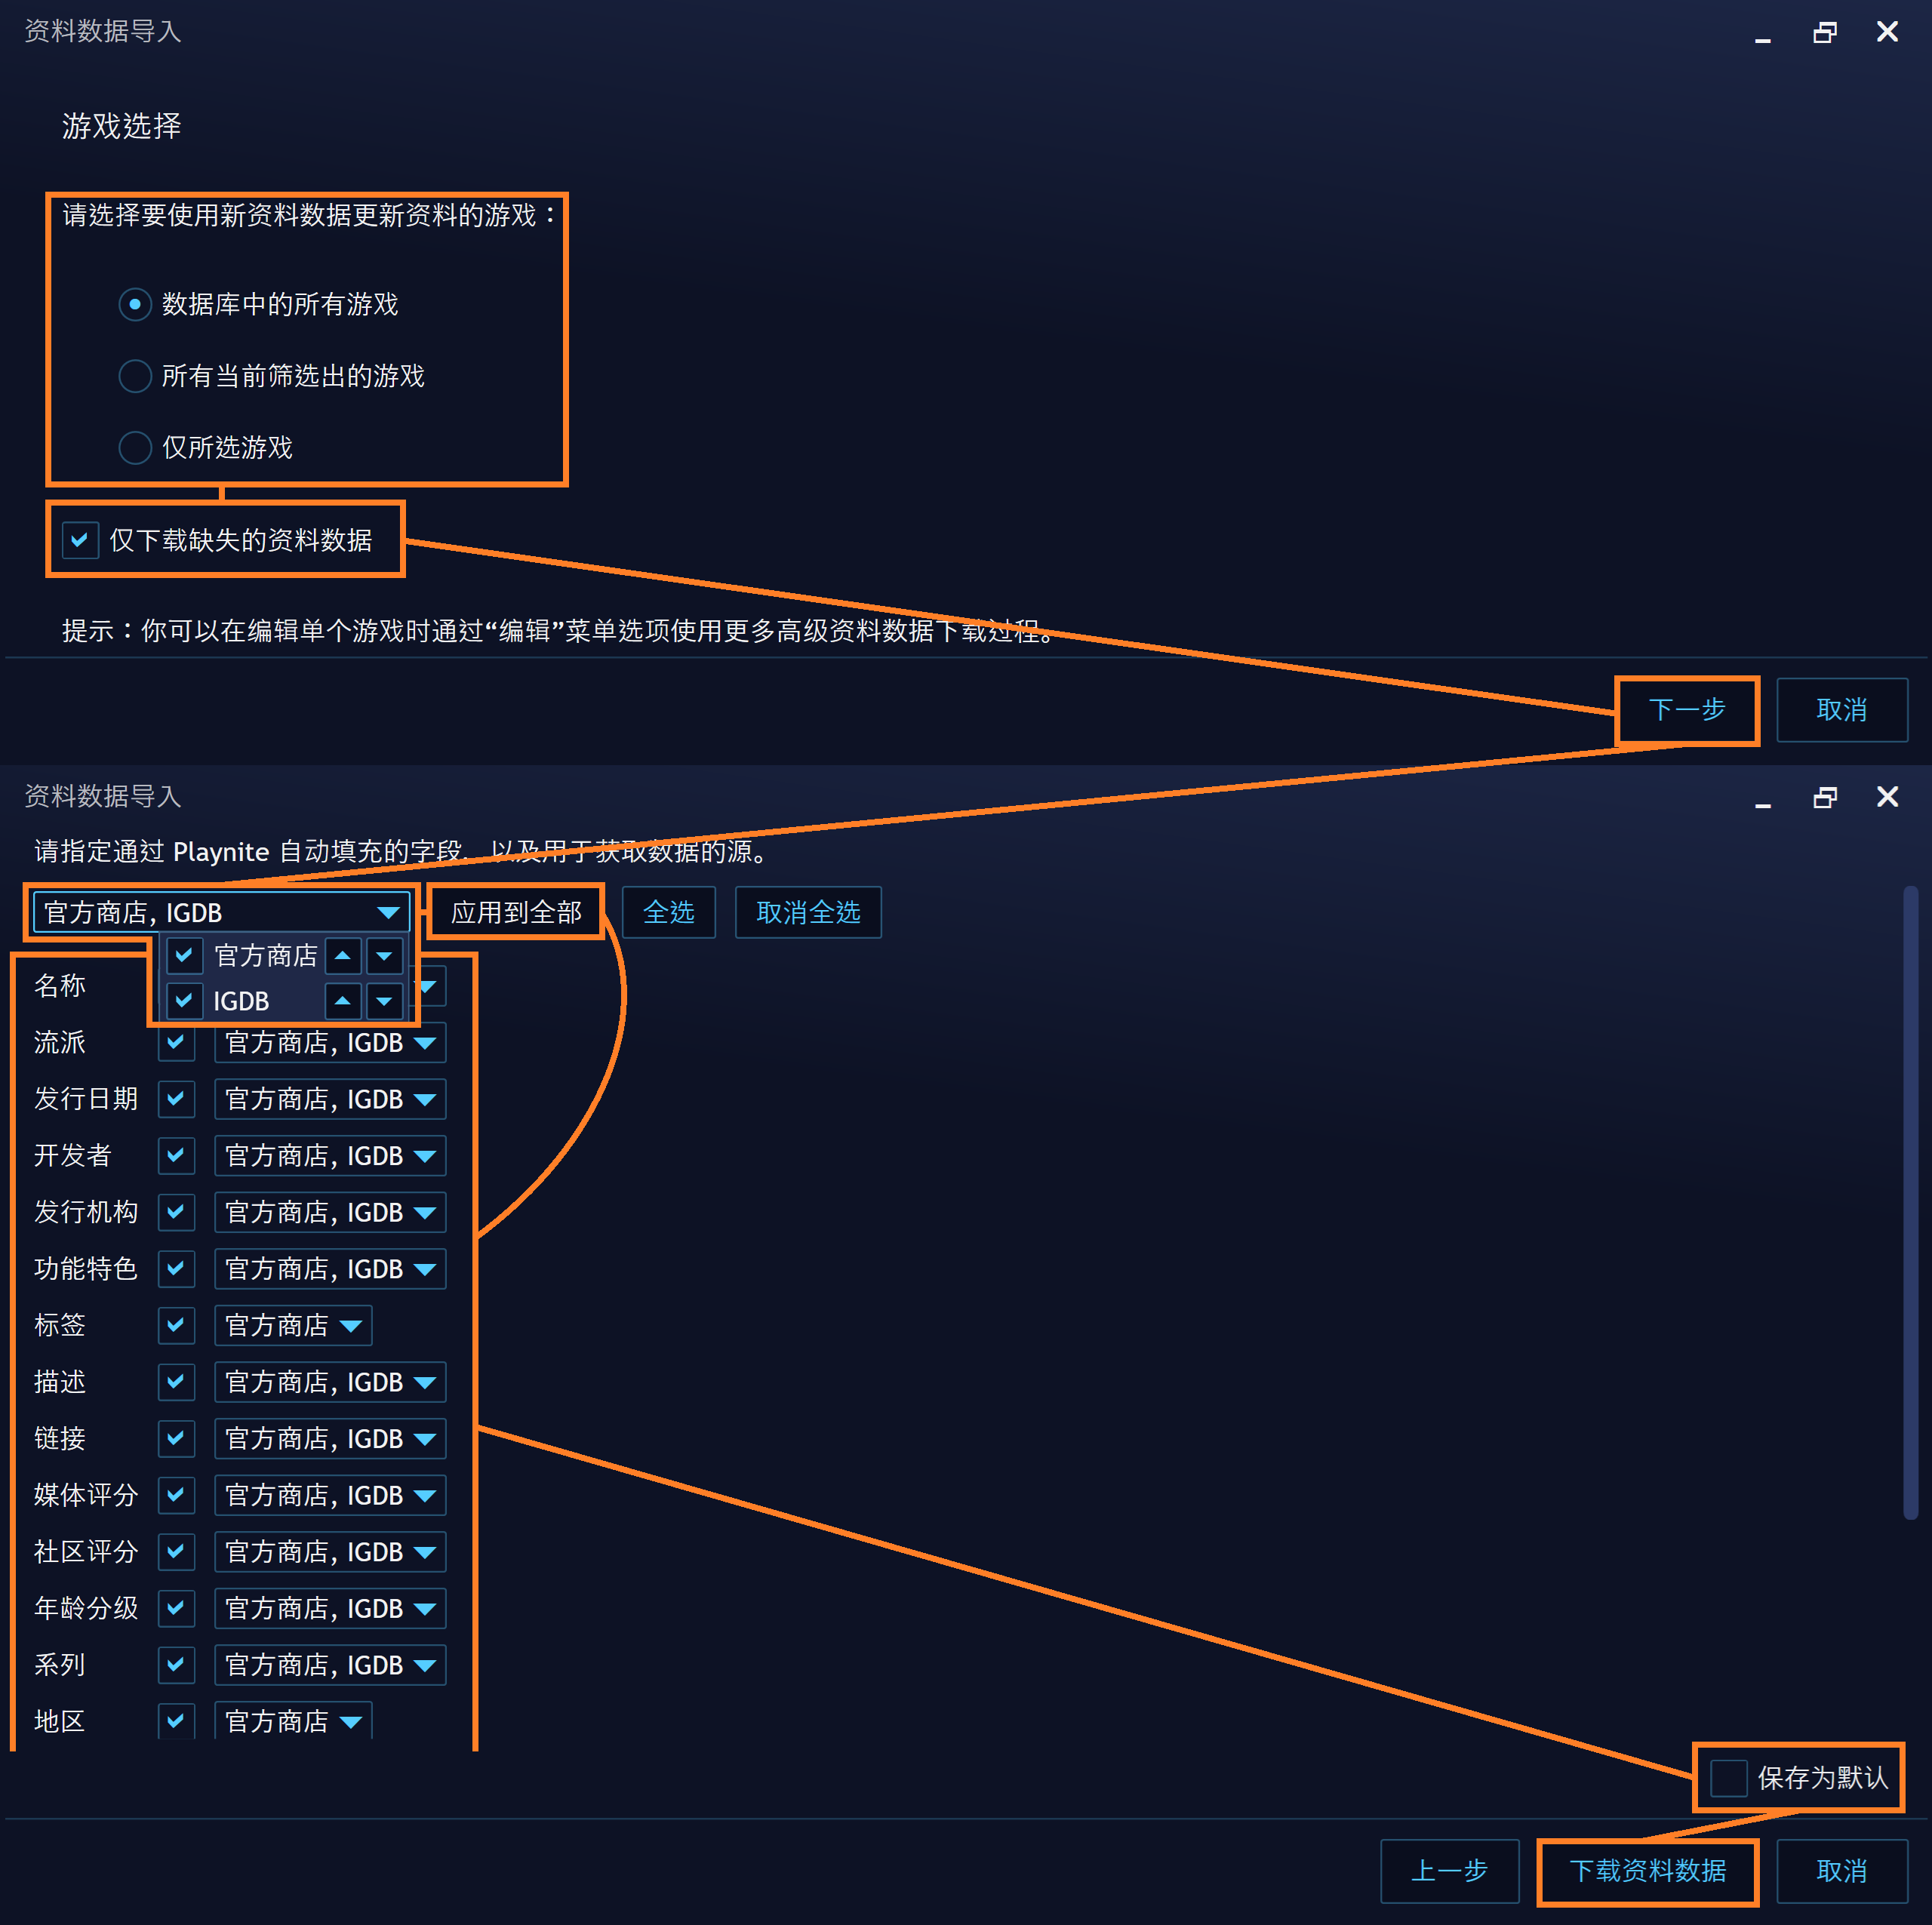 资料数据导入
游戏选择
请选择要使用新资料数据更新资料的游戏：
数据库中的所有游戏
所有当前筛选出的游戏
仅所选游戏
仅下载缺失的资料数据
提示：你可以在编辑单个游戏时通过“编辑”菜单选项使用更多高级资料数据下载过程。
下一步 取消
资料数据导入
请指定通过 Playnite 自动填充的字段，以及用于获取数据的源。
官方商店, IGDB 应用到全部 全选 取消全选
官方商店
IGDB
名称
流派 官方商店, IGDB
发行日期 官方商店, IGDB
开发者 官方商店, IGDB
发行机构 官方商店, IGDB
功能特色 官方商店, IGDB
标签 官方商店
描述 官方商店, IGDB
链接 官方商店, IGDB
媒体评分 官方商店, IGDB
社区评分 官方商店, IGDB
年龄分级 官方商店, IGDB
系列 官方商店, IGDB
地区 官方商店
保存为默认
上一步 下载资料数据 取消